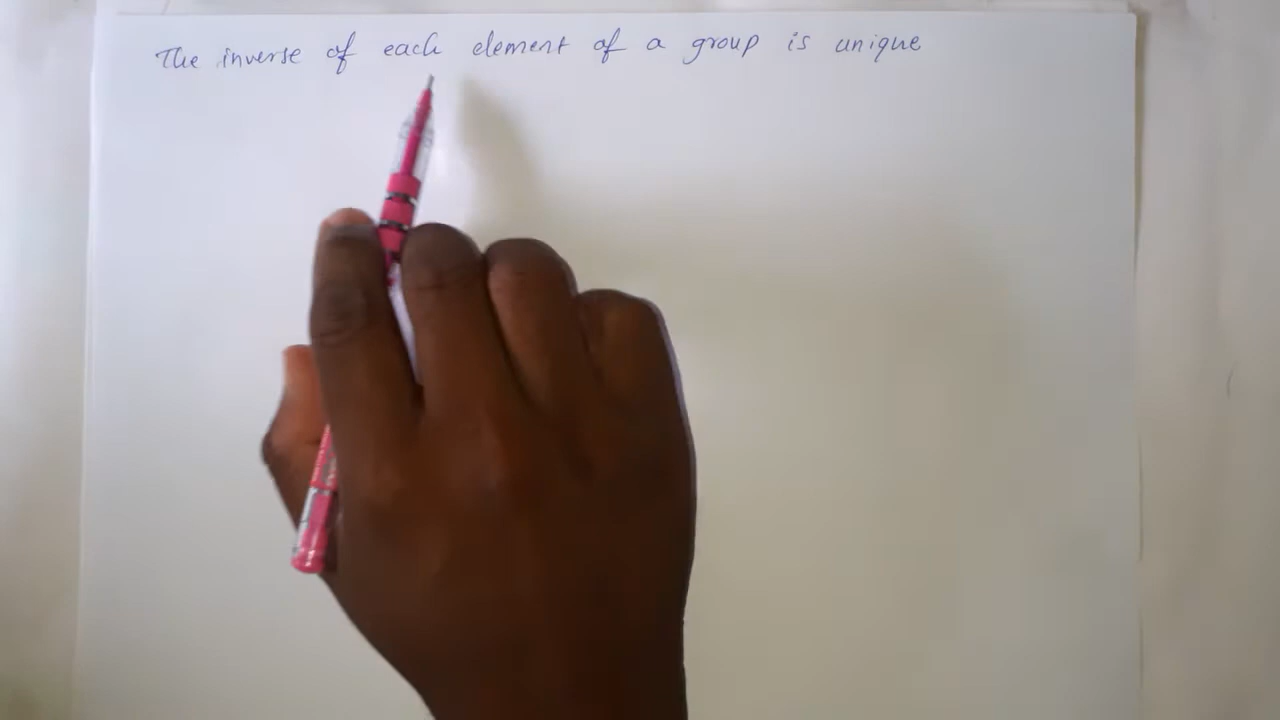 The inverse of each element of a group is unique